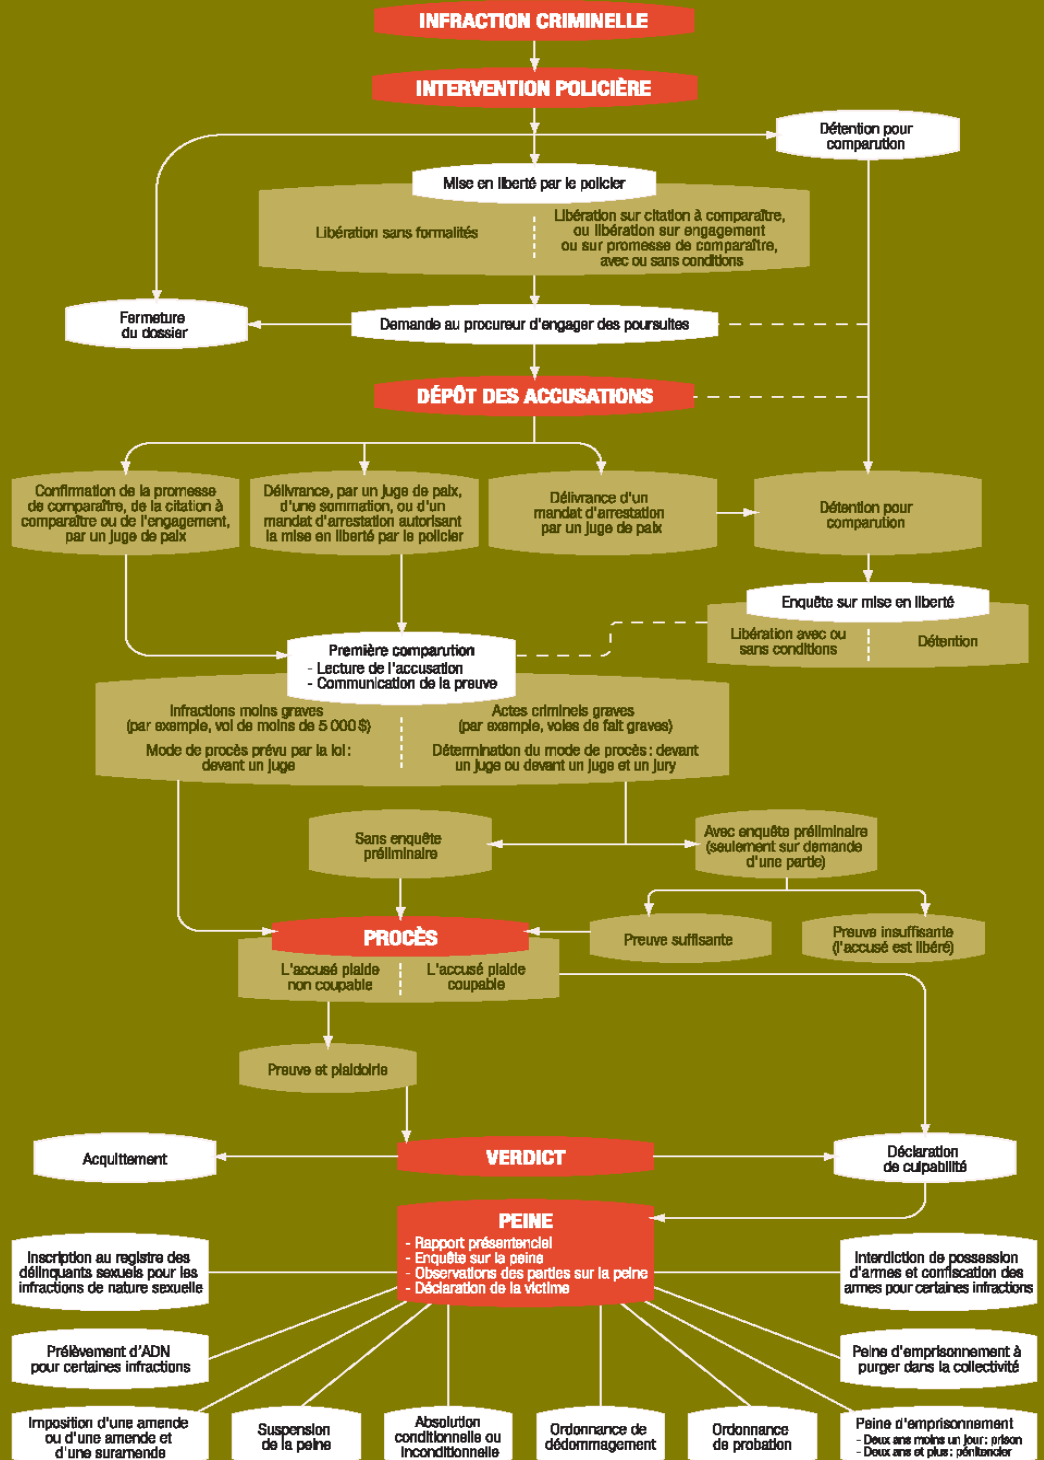 INFRACTION CRIMINELLE
INTERVENTION POLICIÈRE
Détention pour
comparution
Mise en liberté par le policier
Libération sans formalités
Libération sur citation à comparaître,
ou libération sur engagement
ou sur promesse de comparaître,
avec ou sans conditions
Fermeture
du dossier
Demande au procureur d'engager des poursuites
DÉPÔT DES ACCUSATIONS
Confirmation de la promesse
de comparaître, de la citation à
comparaître ou de l'engagement,
par un juge de paix
Délivrance, par un juge de paix,
d'une sommation, ou d'un
mandat d'arrestation autorisant
la mise en liberté par le policier
Délivrance d'un
mandat d'arrestation
par un juge de paix
Détention pour
comparution
Enquête sur mise en liberté
Libération avec ou
sans conditions
Détention
Première comparution
- Lecture de l'accusation
- Communication de la preuve
Infractions moins graves
(par exemple, vol de moins de 5 000 $)
Mode de procès prévu par la loi :
devant un juge
Actes criminels graves
(par exemple, voies de fait graves)
Détermination du mode de procès : devant
un juge ou devant un juge et un jury
Sans enquête
préliminaire
Avec enquête préliminaire
(seulement sur demande
d'une partie)
PROCÈS
Preuve suffisante
Preuve insuffisante
(l'accusé est libéré)
L'accusé plaide
non coupable
L'accusé plaide
coupable
Preuve et plaidoirie
Acquittement
VERDICT
Déclaration
de culpabilité
PEINE
- Rapport présentenciel
- Enquête sur la peine
- Observations des parties sur la peine
- Déclaration de la victime
Inscription au registre des
délinquants sexuels pour les
infractions de nature sexuelle
Interdiction de possession
d'armes et confiscation des
armes pour certaines infractions
Prélèvement d'ADN
pour certaines infractions
Peine d'emprisonnement à
purger dans la collectivité
Imposition d'une amende
ou d'une amende et
d'une suramende
Suspension
de la peine
Absolution
conditionnelle ou
inconditionnelle
Ordonnance de
dédommagement
Ordonnance
de probation
Peine d'emprisonnement
- Deux ans moins un jour : prison
- Deux ans et plus : pénitencier